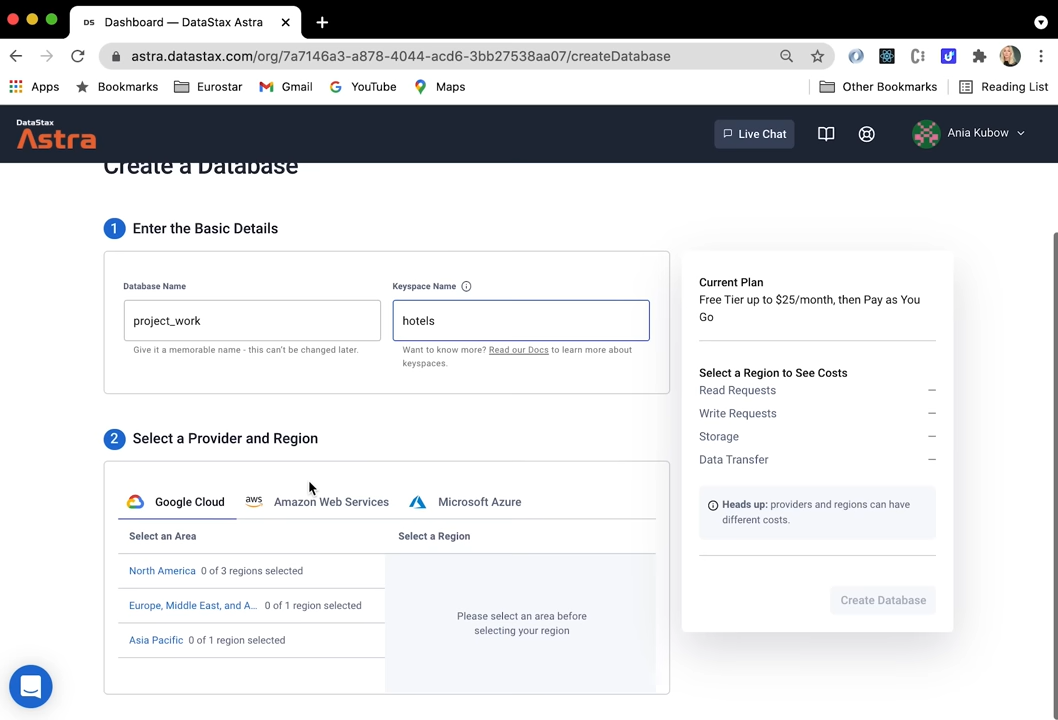 DS Dashboard — DataStax Astra
astra.datastax.com/org/7a7146a3-a878-4044-acd6-3bb27538aa07/createDatabase
Apps Bookmarks Eurostar Gmail YouTube Maps Other Bookmarks Reading List
DataStax
Astra
Live Chat
Ania Kubow
Create a Database
1 Enter the Basic Details
Database Name
Keyspace Name
project_work
hotels
Give it a memorable name - this can't be changed later.
Want to know more? Read our Docs to learn more about
keyspaces.
Current Plan
Free Tier up to $25/month, then Pay as You
Go
Select a Region to See Costs
Read Requests –
Write Requests –
Storage –
Data Transfer –
Heads up: providers and regions can have
different costs.
Create Database
2 Select a Provider and Region
Google Cloud
aws Amazon Web Services
Microsoft Azure
Select an Area
Select a Region
North America 0 of 3 regions selected
Europe, Middle East, and A... 0 of 1 region selected
Asia Pacific 0 of 1 region selected
Please select an area before
selecting your region